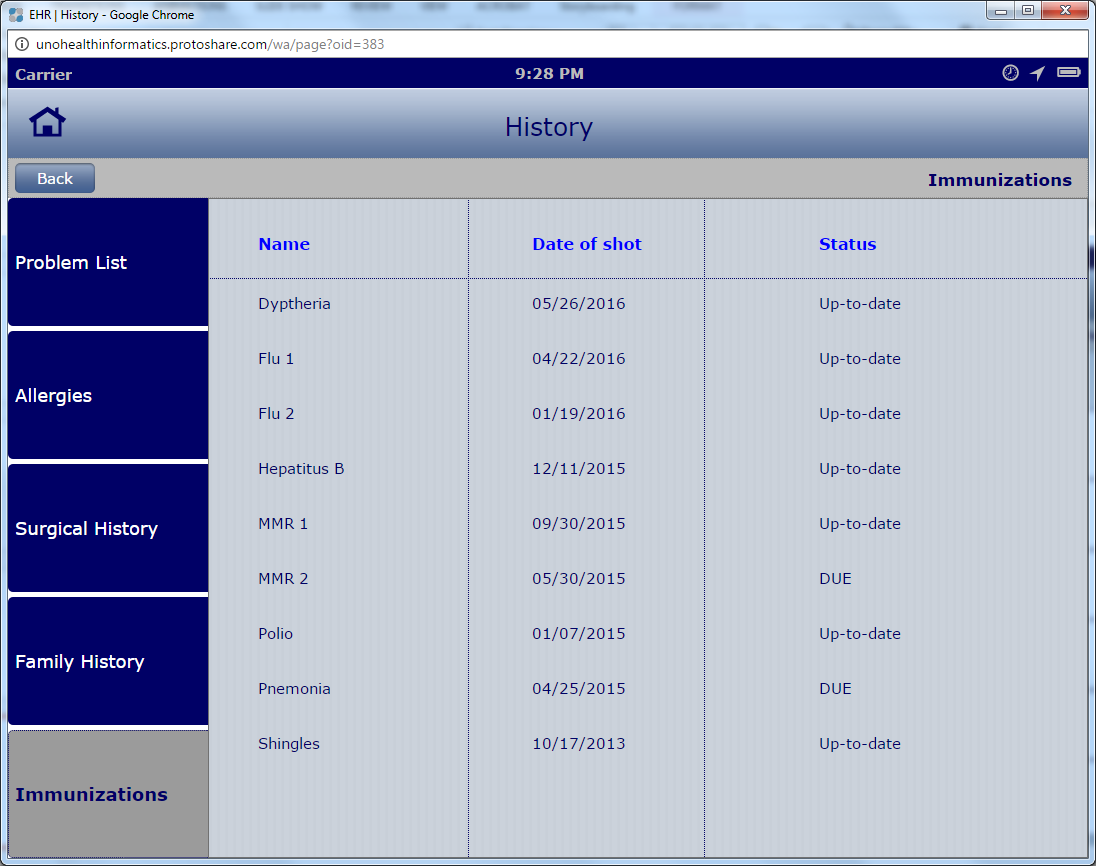 EHR | History - Google Chrome
unohealthinformatics.protoshare.com/wa/page?oid=383
Carrier 9:28 PM
History
Back Immunizations
Problem List
Allergies
Surgical History
Family History
Immunizations
Name Date of shot Status
Dyptheria 05/26/2016 Up-to-date
Flu 1 04/22/2016 Up-to-date
Flu 2 01/19/2016 Up-to-date
Hepatitus B 12/11/2015 Up-to-date
MMR 1 09/30/2015 Up-to-date
MMR 2 05/30/2015 DUE
Polio 01/07/2015 Up-to-date
Pnemonia 04/25/2015 DUE
Shingles 10/17/2013 Up-to-date